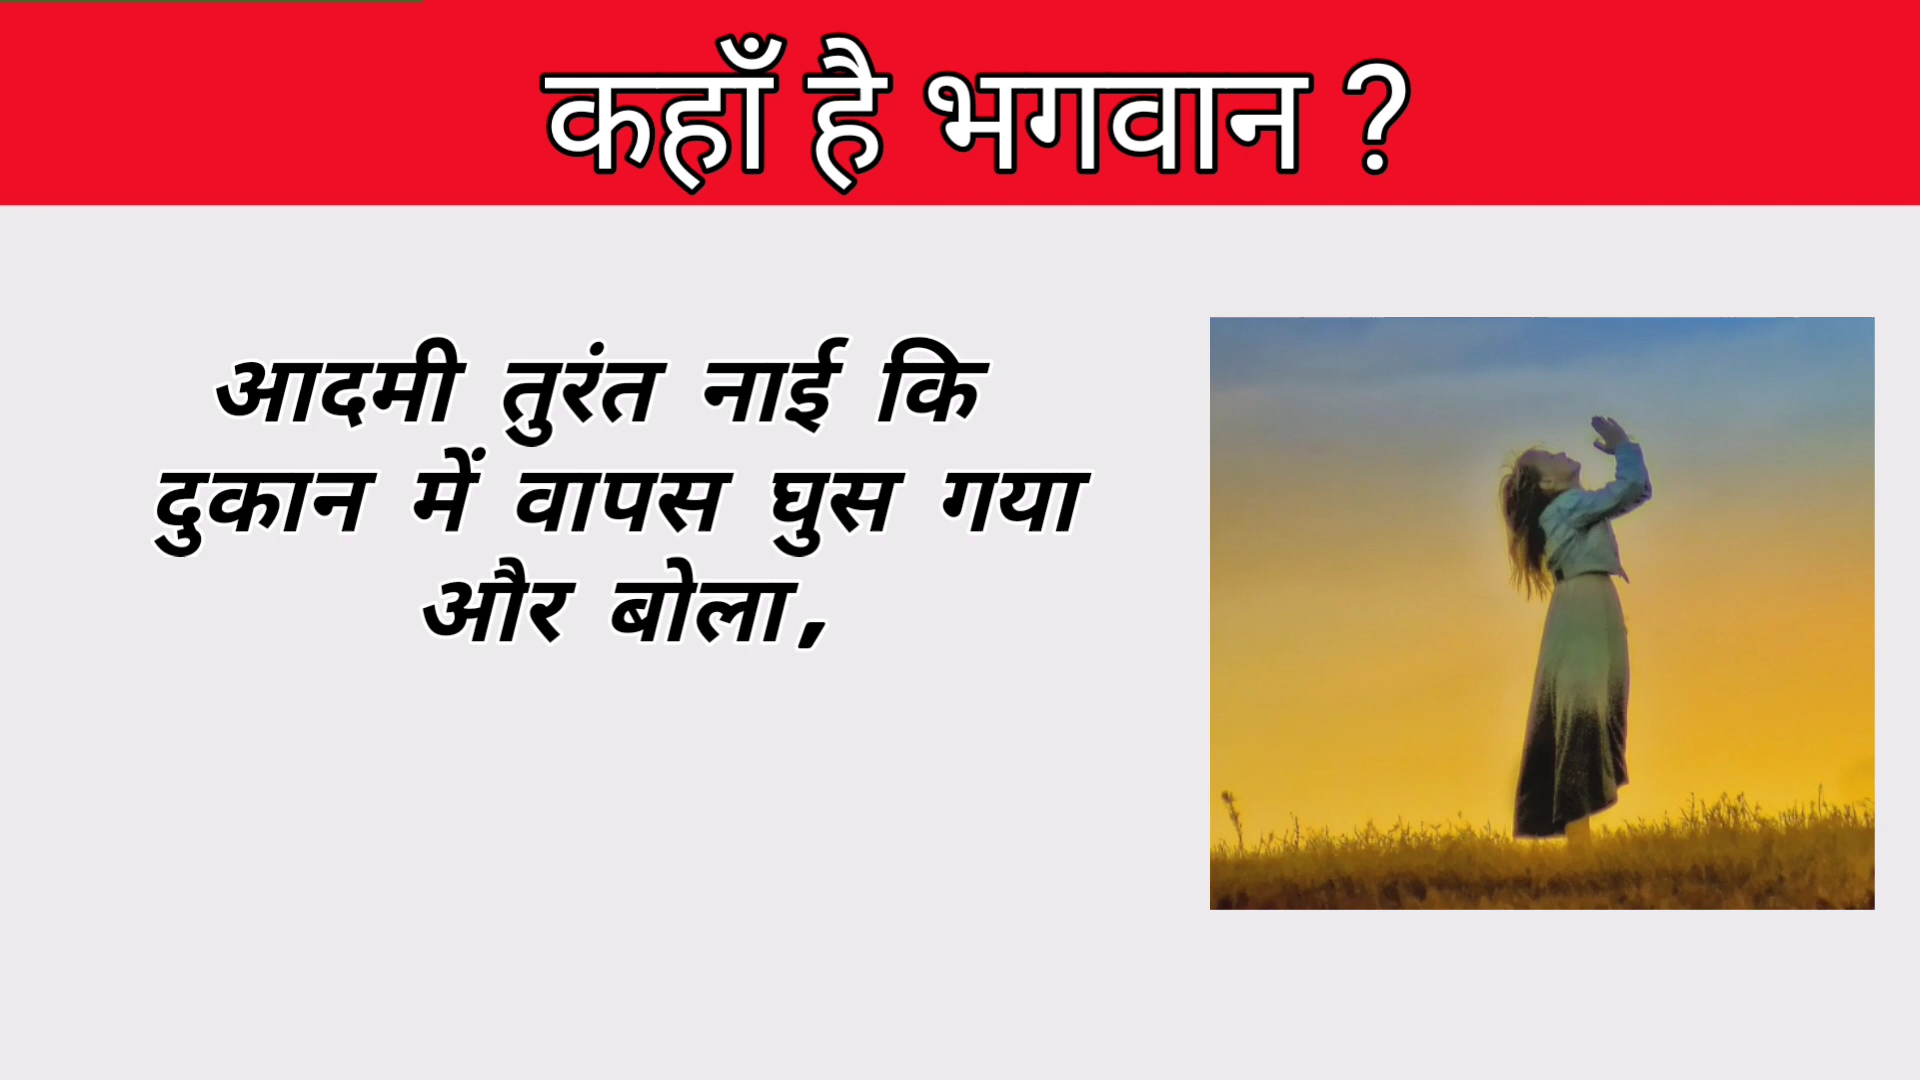 कहाँ है भगवान ?
आदमी तुरंत नाई कि
दुकान में वापस घुस गया
और बोला,